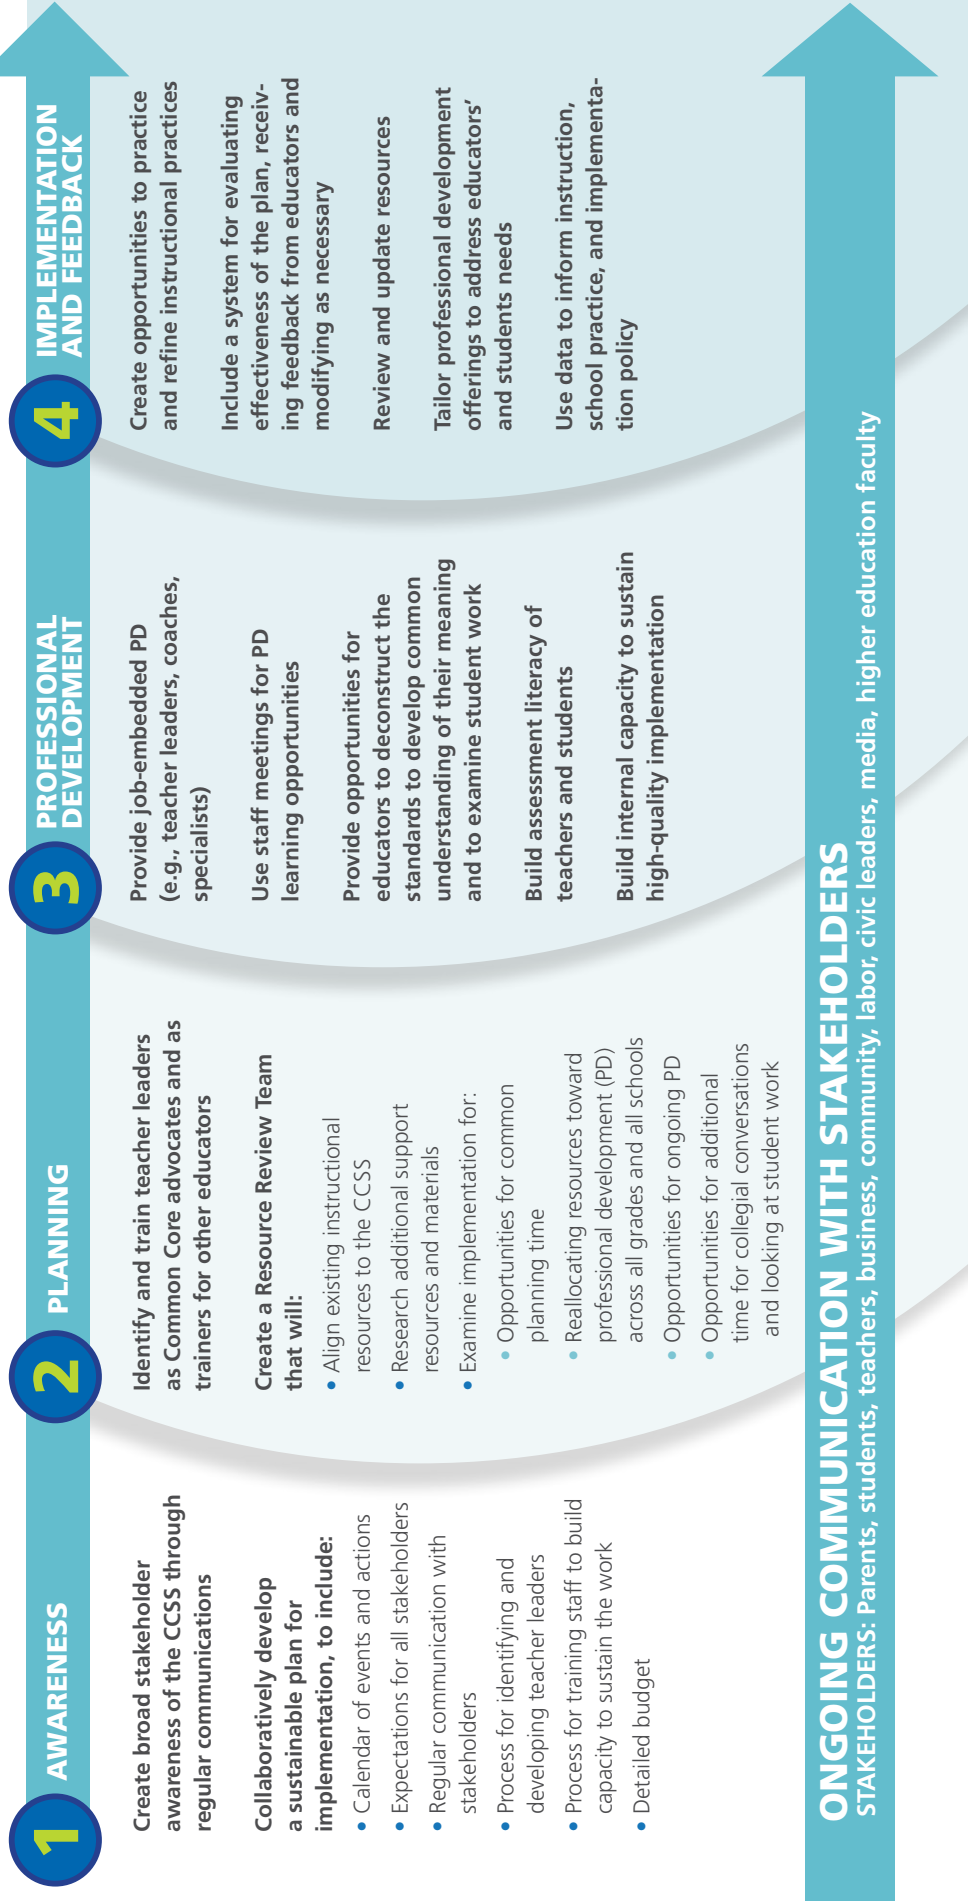 1
AWARENESS
Create broad stakeholder
awareness of the CCSS through
regular communications
Collaboratively develop
a sustainable plan for
implementation, to include:
• Calendar of events and actions
• Expectations for all stakeholders
• Regular communication with
stakeholders
• Process for identifying and
developing teacher leaders
• Process for training staff to build
capacity to sustain the work
• Detailed budget
2
PLANNING
Identify and train teacher leaders
as Common Core advocates and as
trainers for other educators
Create a Resource Review Team
that will:
• Align existing instructional
resources to the CCSS
• Research additional support
resources and materials
• Examine implementation for:
• Opportunities for common
planning time
• Reallocating resources toward
professional development (PD)
across all grades and all schools
• Opportunities for ongoing PD
• Opportunities for additional
time for collegial conversations
and looking at student work
3
PROFESSIONAL
DEVELOPMENT
Provide job-embedded PD
(e.g., teacher leaders, coaches,
specialists)
Use staff meetings for PD
learning opportunities
Provide opportunities for
educators to deconstruct the
standards to develop common
understanding of their meaning
and to examine student work
Build assessment literacy of
teachers and students
Build internal capacity to sustain
high-quality implementation
4
IMPLEMENTATION
AND FEEDBACK
Create opportunities to practice
and refine instructional practices
Include a system for evaluating
effectiveness of the plan, receiv-
ing feedback from educators and
modifying as necessary
Review and update resources
Tailor professional development
offerings to address educators’
and students needs
Use data to inform instruction,
school practice, and implementa-
tion policy
ONGOING COMMUNICATION WITH STAKEHOLDERS
STAKEHOLDERS: Parents, students, teachers, business, community, labor, civic leaders, media, higher education faculty